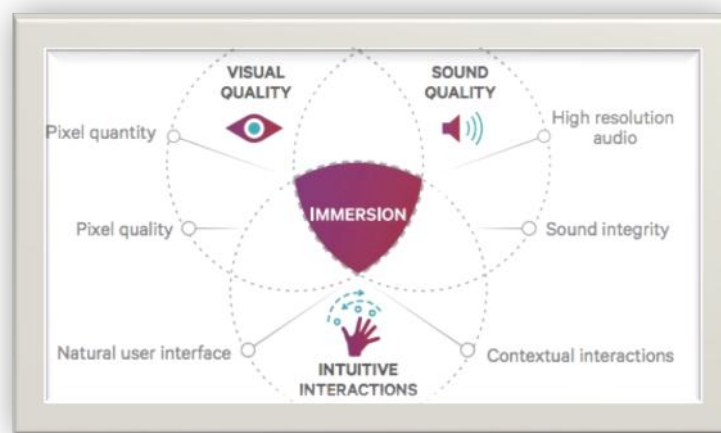 VISUAL
QUALITY
SOUND
QUALITY
Pixel quantity
High resolution
audio
IMMERSION
Pixel quality
Sound integrity
Natural user interface
Contextual interactions
INTUITIVE
INTERACTIONS